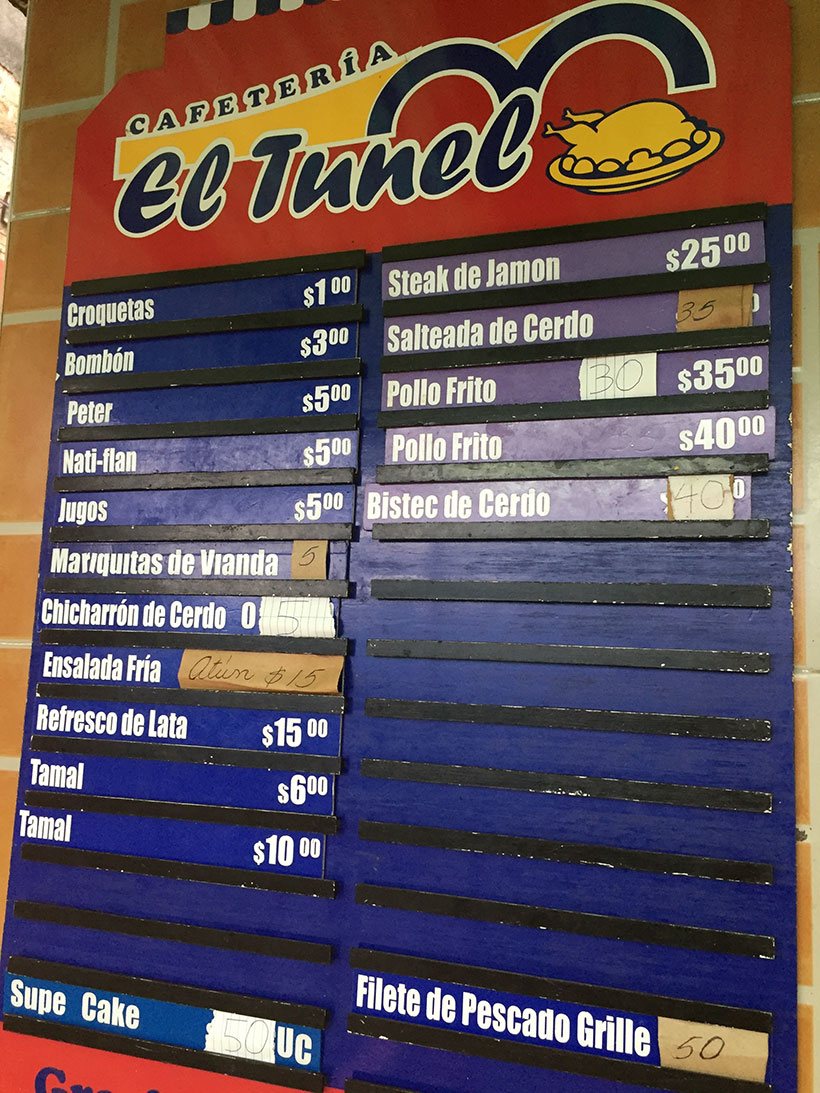 CAFETERÍA
El Tunel
Croquetas $1 00
Bombón $3 00
Peter $5 00
Nati-flan $5 00
Jugos $5 00
Mariquitas de Vianda 5
Chicharrón de Cerdo 0 5
Ensalada Fría Atún $15
Refresco de Lata $15 00
Tamal $6 00
Tamal $10 00
Supe Cake 50 UC
Steak de Jamon $25 00
Salteada de Cerdo 35
Pollo Frito 30 $35 00
Pollo Frito $40 00
Bistec de Cerdo 40
Filete de Pescado Grille 50